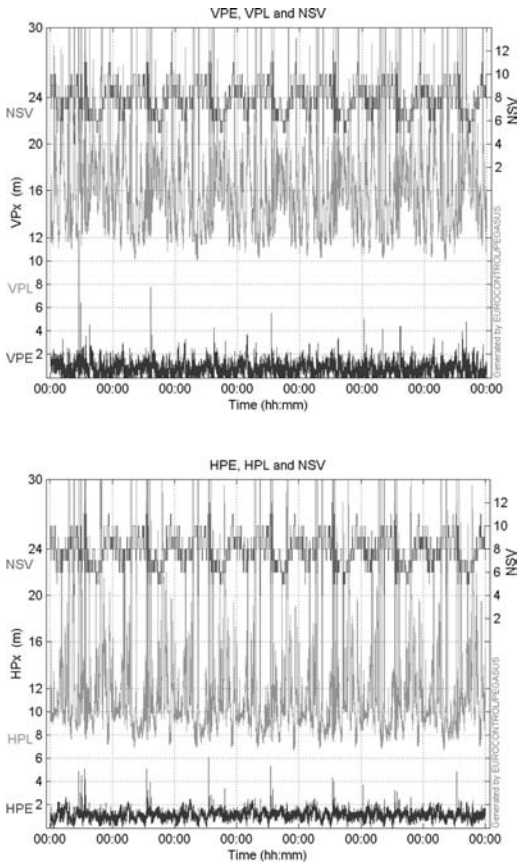 VPE, VPL and NSV
30
24
20
16
12
10
8
6
4
2
NSV
VPL
VPE
VPx (m)
12
10
8
6
4
2
NSV
Generated by EUROCONTROL/PEGASUS
00:00 00:00 00:00 00:00 00:00 00:00 00:00 00:00
Time (hh:mm)
HPE, HPL and NSV
30
24
20
16
12
10
8
6
4
2
NSV
HPL
HPE
HPx (m)
12
10
8
6
4
2
0
NSV
Generated by EUROCONTROL/PEGASUS
00:00 00:00 00:00 00:00 00:00 00:00 00:00 00:00
Time (hh:mm)